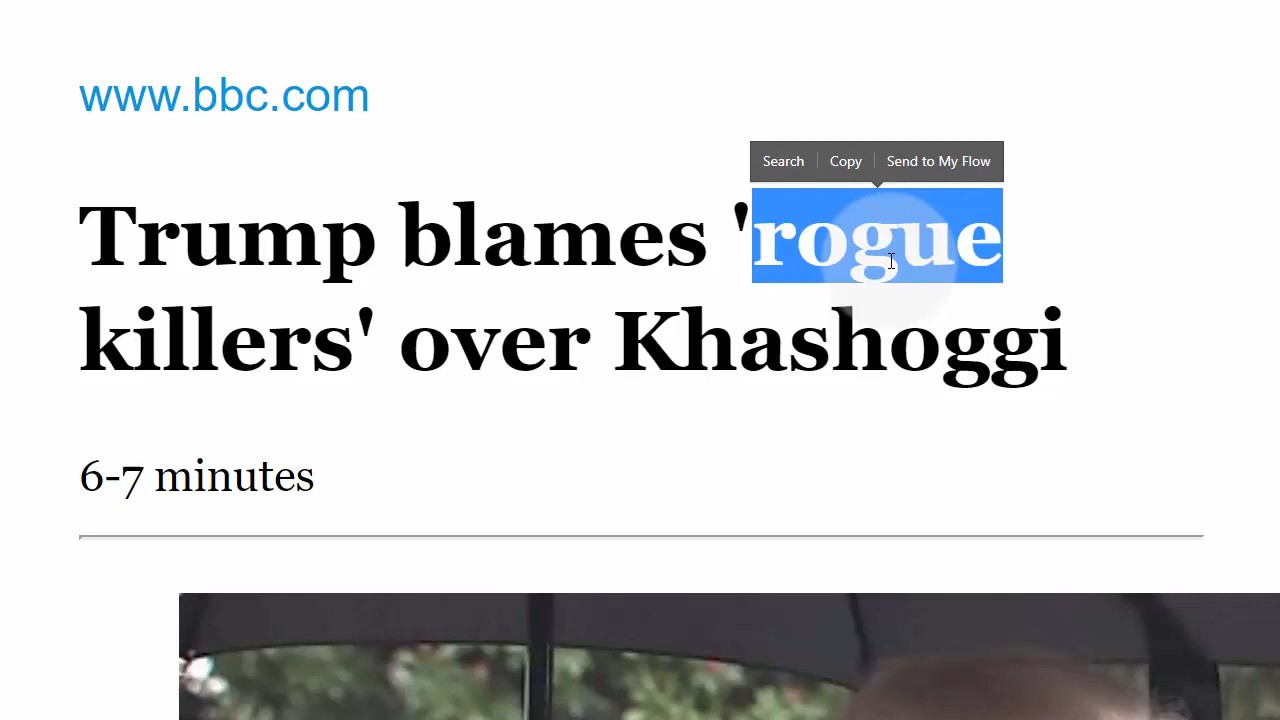 www.bbc.com
Search Copy Send to My Flow
Trump blames 'rogue
killers' over Khashoggi
6-7 minutes